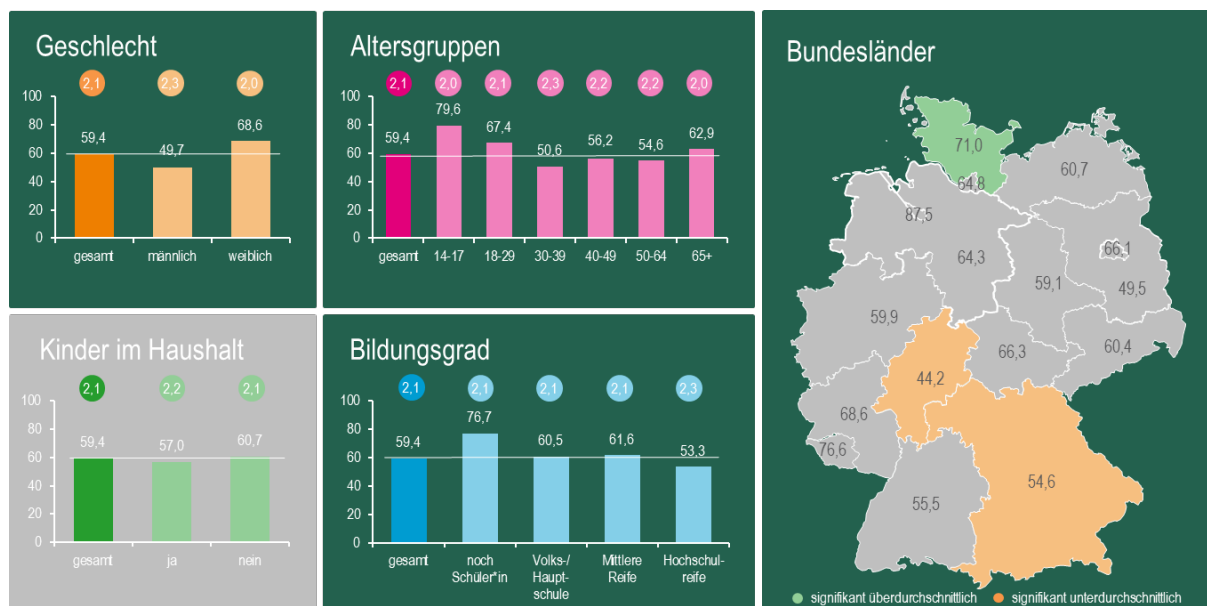 Geschlecht
2,1 2,3 2,0
100
80
60
40
20
0
59,4 49,7 68,6
gesamt männlich weiblich
Altersgruppen
2,1 2,0 2,1 2,3 2,2 2,2 2,0
100
80
60
40
20
0
59,4 79,6 67,4 50,6 56,2 54,6 62,9
gesamt 14-17 18-29 30-39 40-49 50-64 65+
Kinder im Haushalt
2,1 2,2 2,1
100
80
60
40
20
0
59,4 57,0 60,7
gesamt ja nein
Bildungsgrad
2,1 2,1 2,1 2,1 2,3
100
80
60
40
20
0
59,4 76,7 60,5 61,6 53,3
gesamt noch Volks-/ Mittlere Hochschul-
Schüler*in Haupt- Reife reife
schule
Bundesländer
71,0
64,8
60,7
87,5
66,1
64,3
59,1
49,5
59,9
66,3
60,4
44,2
68,6
76,6
54,6
55,5
signifikant überdurchschnittlich signifikant unterdurchschnittlich